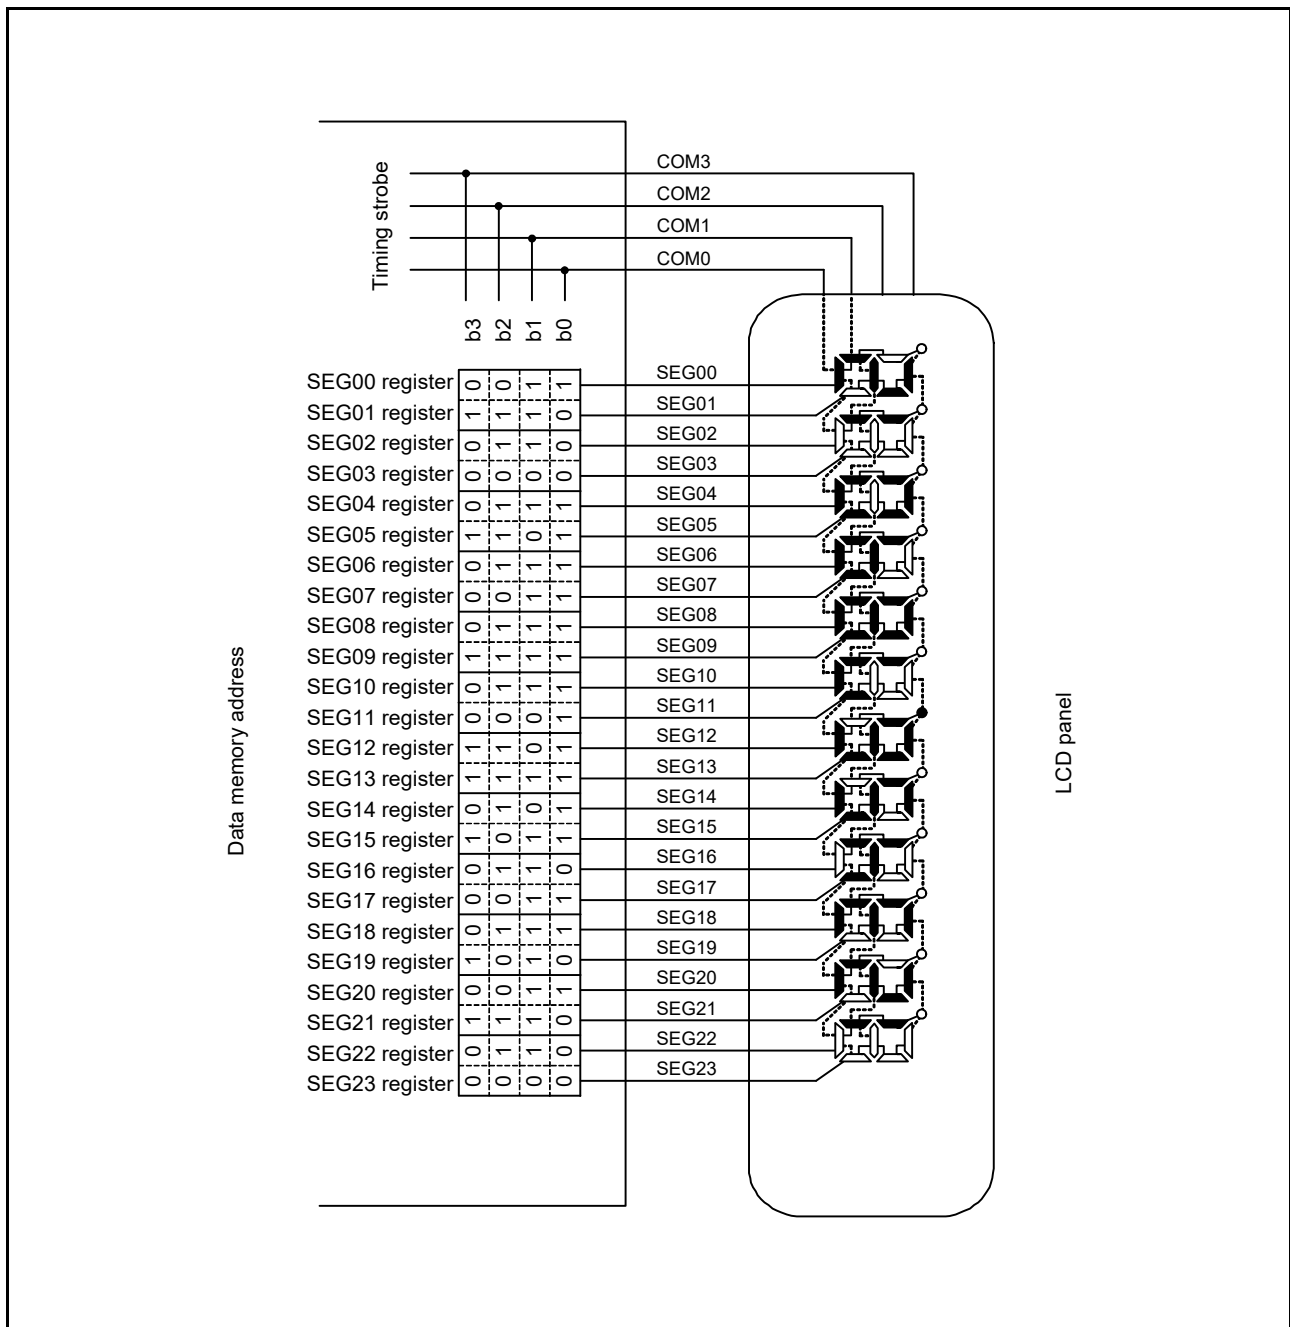 Timing strobe
COM3
COM2
COM1
COM0
b3 b2 b1 b0
SEG00 register 0 0 1 1 SEG00
SEG01 register 1 1 1 0 SEG01
SEG02 register 0 1 1 0 SEG02
SEG03 register 0 0 0 0 SEG03
SEG04 register 0 1 1 1 SEG04
SEG05 register 1 1 0 1 SEG05
SEG06 register 0 1 1 1 SEG06
SEG07 register 0 0 1 1 SEG07
SEG08 register 0 1 1 1 SEG08
SEG09 register 1 1 1 1 SEG09
SEG10 register 0 1 1 1 SEG10
SEG11 register 0 0 0 1 SEG11
SEG12 register 1 1 0 1 SEG12
SEG13 register 1 1 1 1 SEG13
SEG14 register 0 1 0 1 SEG14
SEG15 register 1 0 1 1 SEG15
SEG16 register 0 1 1 0 SEG16
SEG17 register 0 0 1 1 SEG17
SEG18 register 0 1 1 1 SEG18
SEG19 register 1 0 1 0 SEG19
SEG20 register 0 0 1 1 SEG20
SEG21 register 1 1 1 0 SEG21
SEG22 register 0 1 1 0 SEG22
SEG23 register 0 0 0 0 SEG23
Data memory address
LCD panel